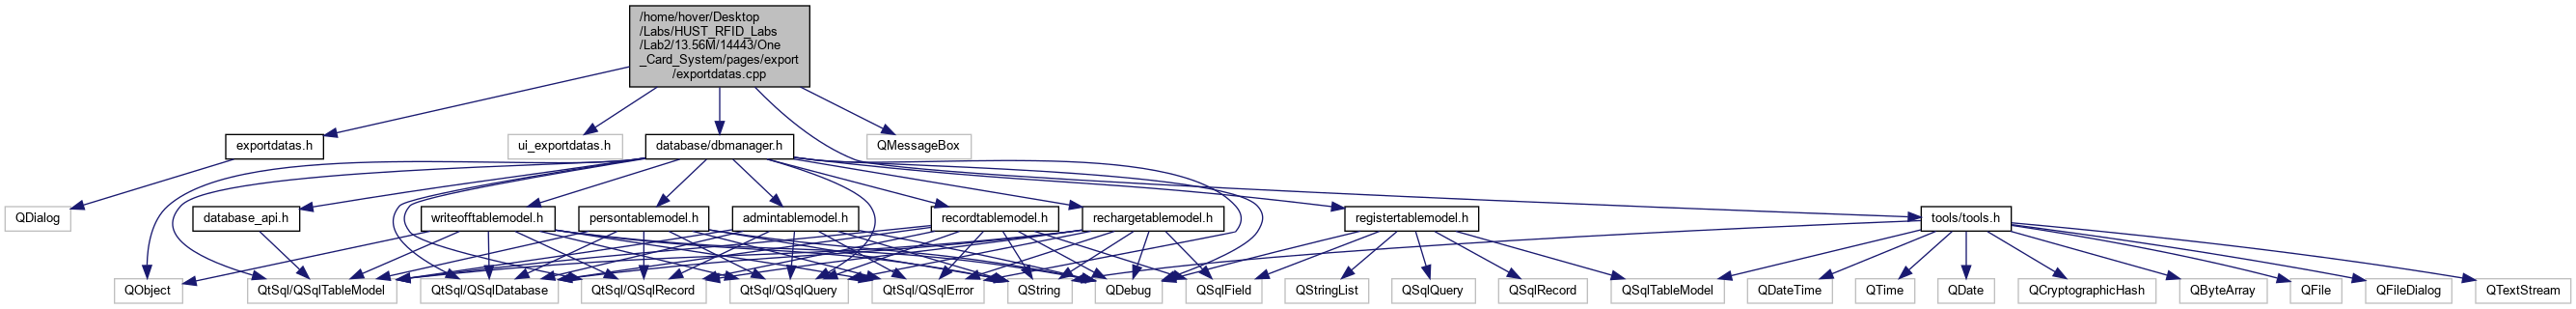 /home/hover/Desktop
/Labs/HUST_RFID_Labs
/Lab2/13.56M/14443/One
_Card_System/pages/export
/exportdatas.cpp
exportdatas.h
ui_exportdatas.h
database/dbmanager.h
QMessageBox
QDialog
database_api.h
writeofftablemodel.h
persontablemodel.h
admintablemodel.h
recordtablemodel.h
rechargetablemodel.h
registertablemodel.h
tools/tools.h
QObject
QtSql/QSqlTableModel
QtSql/QSqlDatabase
QtSql/QSqlRecord
QtSql/QSqlQuery
QtSql/QSqlError
QString
QDebug
QSqlField
QStringList
QSqlQuery
QSqlRecord
QSqlTableModel
QDateTime
QTime
QDate
QCryptographicHash
QByteArray
QFile
QFileDialog
QTextStream